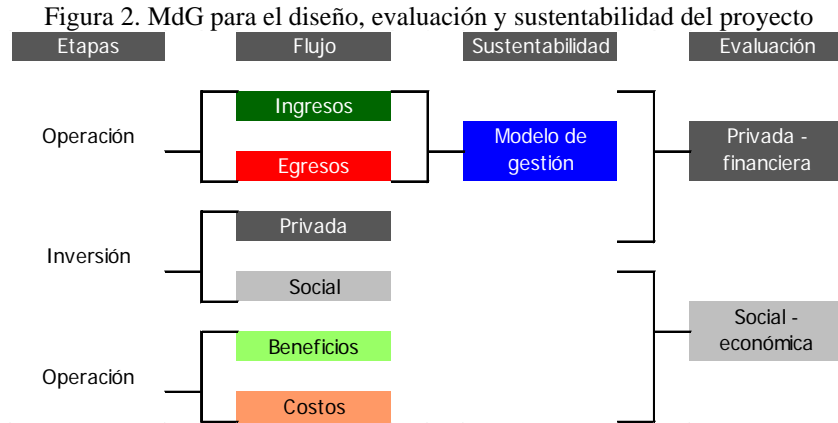 Figura 2. MdG para el diseño, evaluación y sustentabilidad del proyecto
Etapas Flujo Sustentabilidad Evaluación
Ingresos
Operación
Modelo de
gestión
Privada -
financiera
Egresos
Privada
Inversión
Social
Social -
económica
Beneficios
Operación
Costos